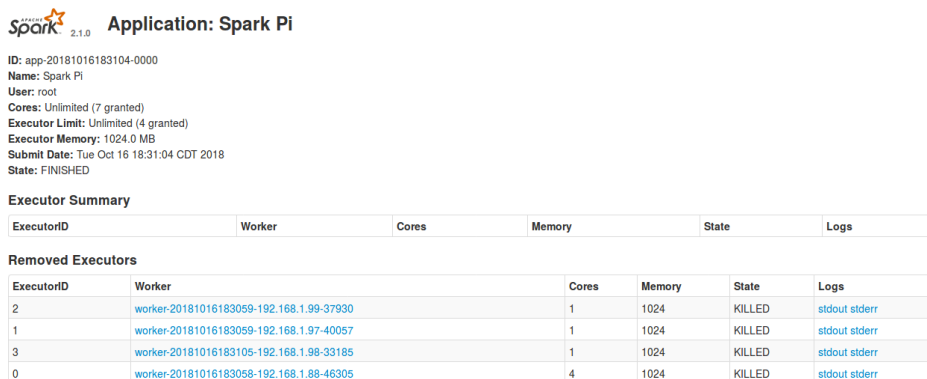 APACHE Spark™ 2.1.0 Application: Spark Pi
ID: app-20181016183104-0000
Name: Spark Pi
User: root
Cores: Unlimited (7 granted)
Executor Limit: Unlimited (4 granted)
Executor Memory: 1024.0 MB
Submit Date: Tue Oct 16 18:31:04 CDT 2018
State: FINISHED
Executor Summary
ExecutorID Worker Cores Memory State Logs
Removed Executors
ExecutorID Worker Cores Memory State Logs
2 worker-20181016183059-192.168.1.99-37930 1 1024 KILLED stdout stderr
1 worker-20181016183059-192.168.1.97-40057 1 1024 KILLED stdout stderr
3 worker-20181016183105-192.168.1.98-33185 1 1024 KILLED stdout stderr
0 worker-20181016183058-192.168.1.88-46305 4 1024 KILLED stdout stderr